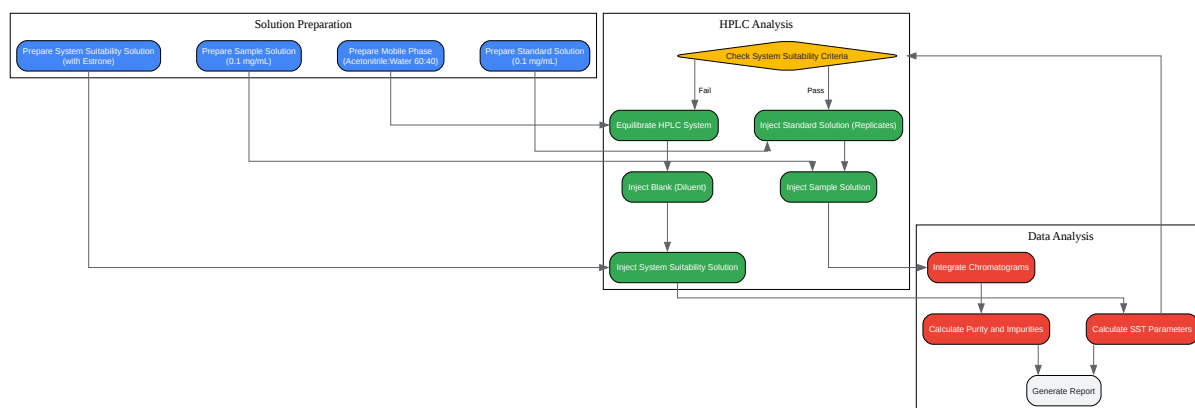 Solution Preparation
Prepare System Suitability Solution
(with Estrone)
Prepare Sample Solution
(0.1 mg/mL)
Prepare Mobile Phase
(Acetonitrile:Water 60:40)
Prepare Standard Solution
(0.1 mg/mL)
HPLC Analysis
Check System Suitability Criteria
Fail
Pass
Equilibrate HPLC System
Inject Standard Solution (Replicates)
Inject Blank (Diluent)
Inject Sample Solution
Inject System Suitability Solution
Data Analysis
Integrate Chromatograms
Calculate Purity and Impurities
Calculate SST Parameters
Generate Report